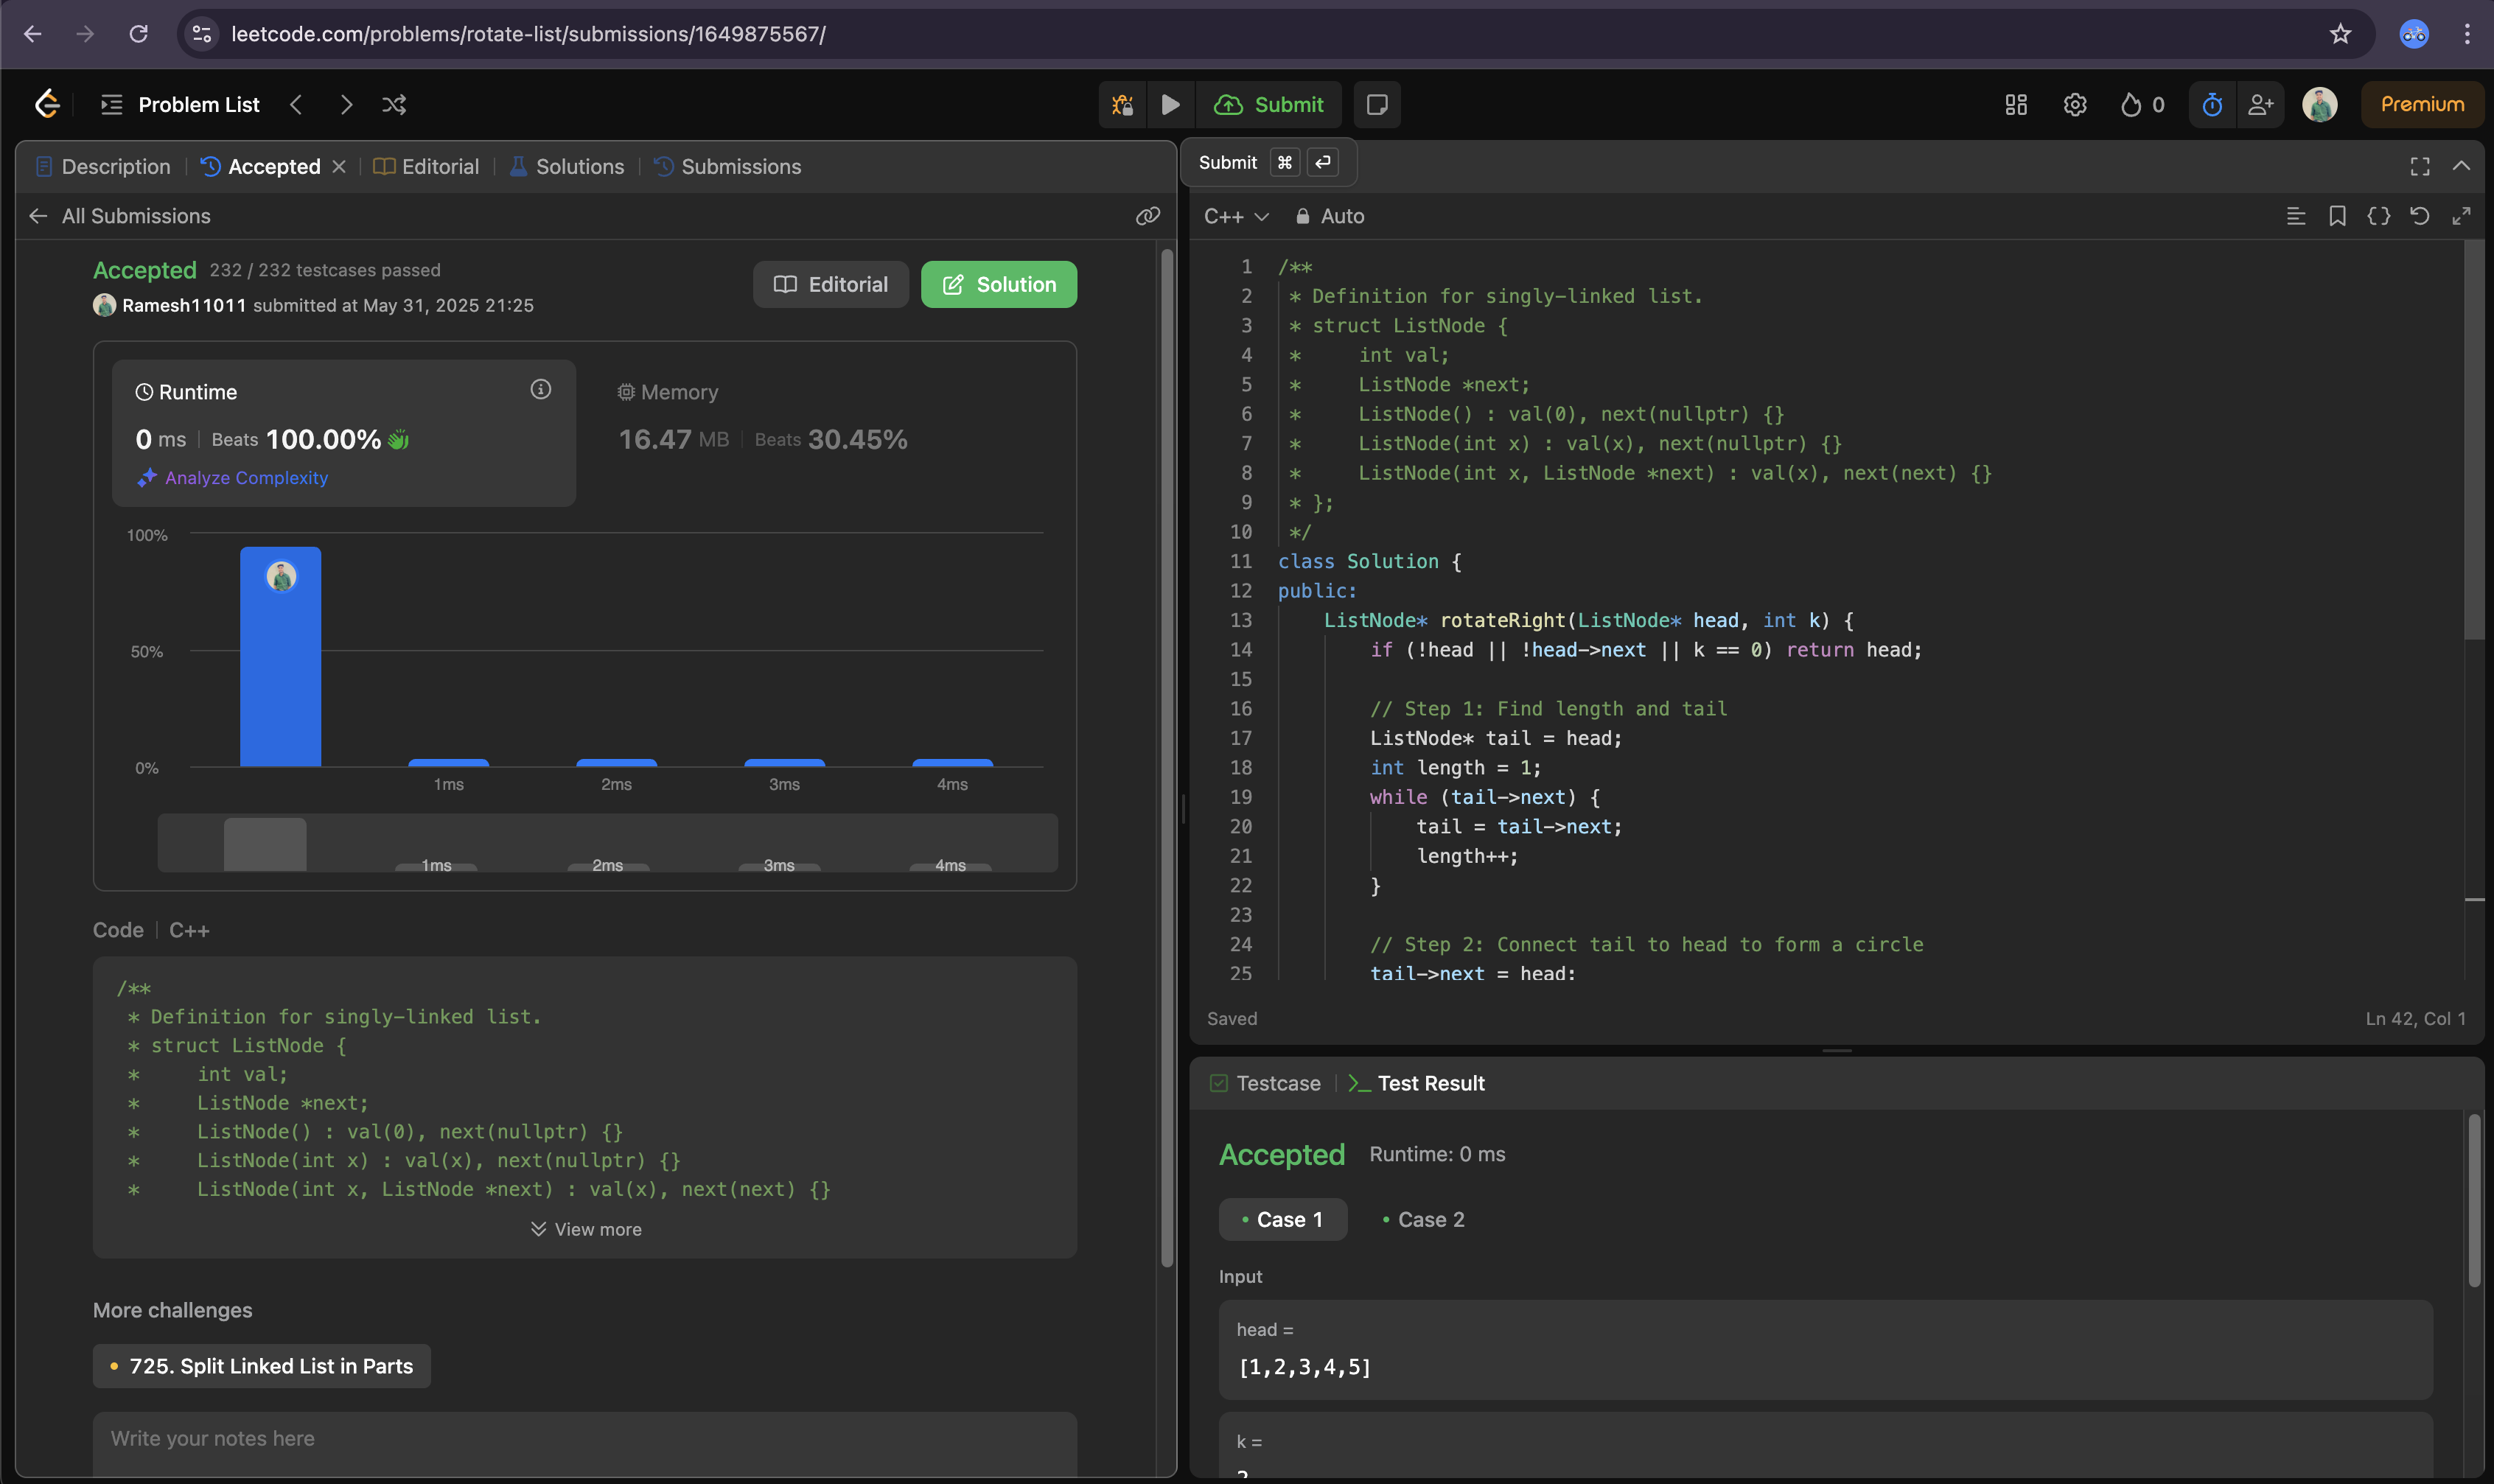 leetcode.com/problems/rotate-list/submissions/1649875567/
Problem List
Submit
0
Premium
Description
Accepted
Editorial
Solutions
Submissions
All Submissions
Accepted 232 / 232 testcases passed
Ramesh11011 submitted at May 31, 2025 21:25
Editorial
Solution
Runtime
0 ms | Beats 100.00%
Analyze Complexity
Memory
16.47 MB | Beats 30.45%
100%
50%
0%
1ms 2ms 3ms 4ms
1ms 2ms 3ms 4ms
Code | C++
/**
 * Definition for singly-linked list.
 * struct ListNode {
 *     int val;
 *     ListNode *next;
 *     ListNode() : val(0), next(nullptr) {}
 *     ListNode(int x) : val(x), next(nullptr) {}
 *     ListNode(int x, ListNode *next) : val(x), next(next) {}
View more
More challenges
725. Split Linked List in Parts
Write your notes here
Submit ⌘ ↵
C++ Auto
1 /**
2  * Definition for singly-linked list.
3  * struct ListNode {
4  *     int val;
5  *     ListNode *next;
6  *     ListNode() : val(0), next(nullptr) {}
7  *     ListNode(int x) : val(x), next(nullptr) {}
8  *     ListNode(int x, ListNode *next) : val(x), next(next) {}
9  * };
10  */
11 class Solution {
12 public:
13     ListNode* rotateRight(ListNode* head, int k) {
14         if (!head || !head->next || k == 0) return head;
15
16         // Step 1: Find length and tail
17         ListNode* tail = head;
18         int length = 1;
19         while (tail->next) {
20             tail = tail->next;
21             length++;
22         }
23
24         // Step 2: Connect tail to head to form a circle
25         tail->next = head;
Saved
Ln 42, Col 1
Testcase
Test Result
Accepted Runtime: 0 ms
Case 1
Case 2
Input
head =
[1,2,3,4,5]
k =
2